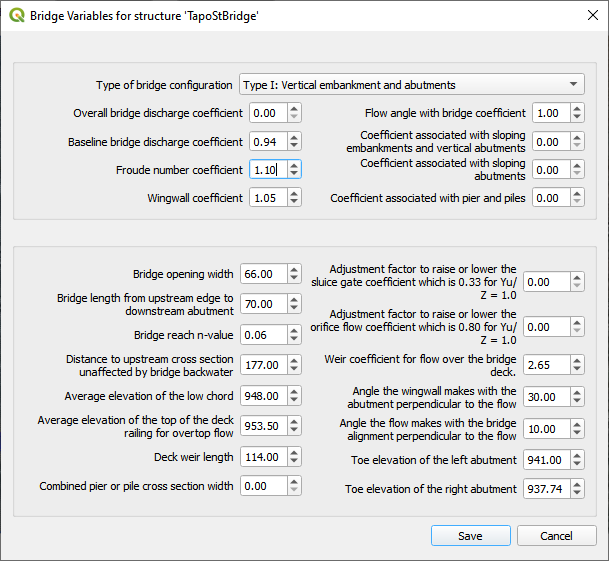 Bridge Variables for structure 'TapoStBridge'
Type of bridge configuration Type I: Vertical embankment and abutments
Overall bridge discharge coefficient 0.00
Flow angle with bridge coefficient 1.00
Baseline bridge discharge coefficient 0.94
Coefficient associated with sloping
embankments and vertical abutments 0.00
Froude number coefficient 1.10
Coefficient associated with sloping
abutments 0.00
Wingwall coefficient 1.05
Coefficient associated with pier and piles 0.00
Bridge opening width 66.00
Adjustment factor to raise or lower the
sluice gate coefficient which is 0.33 for Yu/
Z = 1.0 0.00
Bridge length from upstream edge to
downstream abutment 70.00
Adjustment factor to raise or lower the
orifice flow coefficient which is 0.80 for Yu/
Z = 1.0 0.00
Bridge reach n-value 0.06
Distance to upstream cross section
unaffected by bridge backwater 177.00
Weir coefficient for flow over the bridge
deck. 2.65
Average elevation of the low chord 948.00
Angle the wingwall makes with the
abutment perpendicular to the flow 30.00
Average elevation of the top of the deck
railing for overtop flow 953.50
Angle the flow makes with the bridge
alignment perpendicular to the flow 10.00
Deck weir length 114.00
Toe elevation of the left abutment 941.00
Combined pier or pile cross section width 0.00
Toe elevation of the right abutment 937.74
Save Cancel